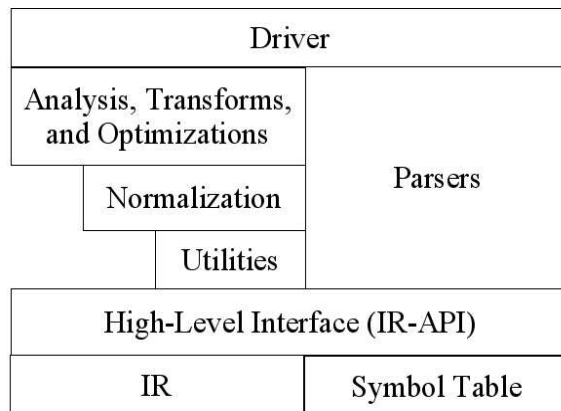 Driver
Analysis, Transforms,
and Optimizations
Parsers
Normalization
Utilities
High-Level Interface (IR-API)
IR
Symbol Table